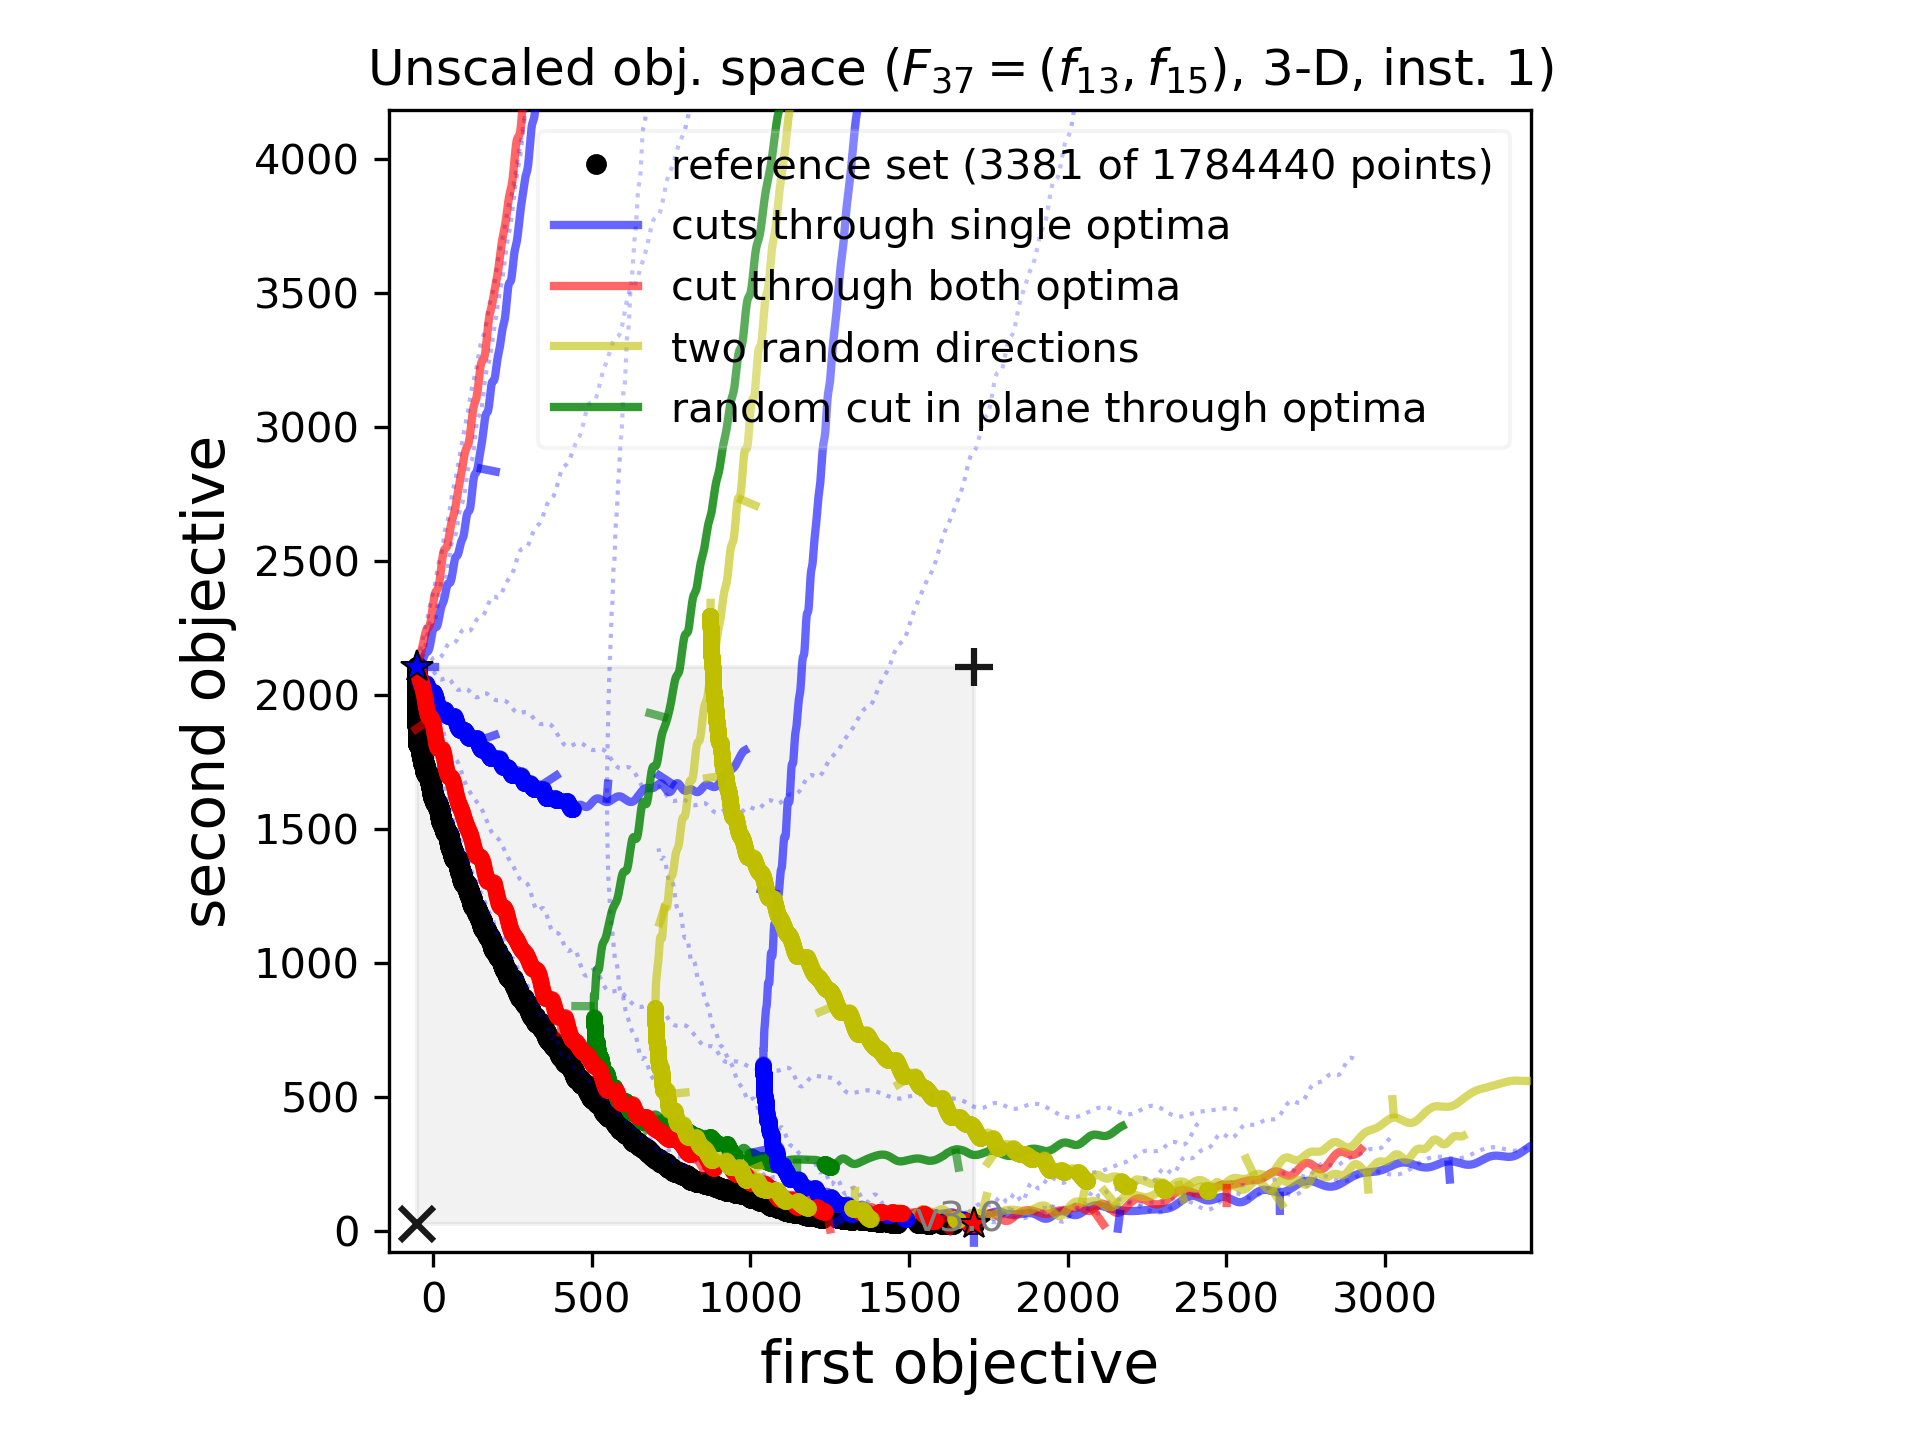 Unscaled obj. space (F₃₇ = (f₁₃, f₁₅), 3-D, inst. 1)
reference set (3381 of 1784440 points)
cuts through single optima
cut through both optima
two random directions
random cut in plane through optima
4000
3500
3000
2500
2000
1500
1000
500
0
second objective
v3.0
0 500 1000 1500 2000 2500 3000
first objective